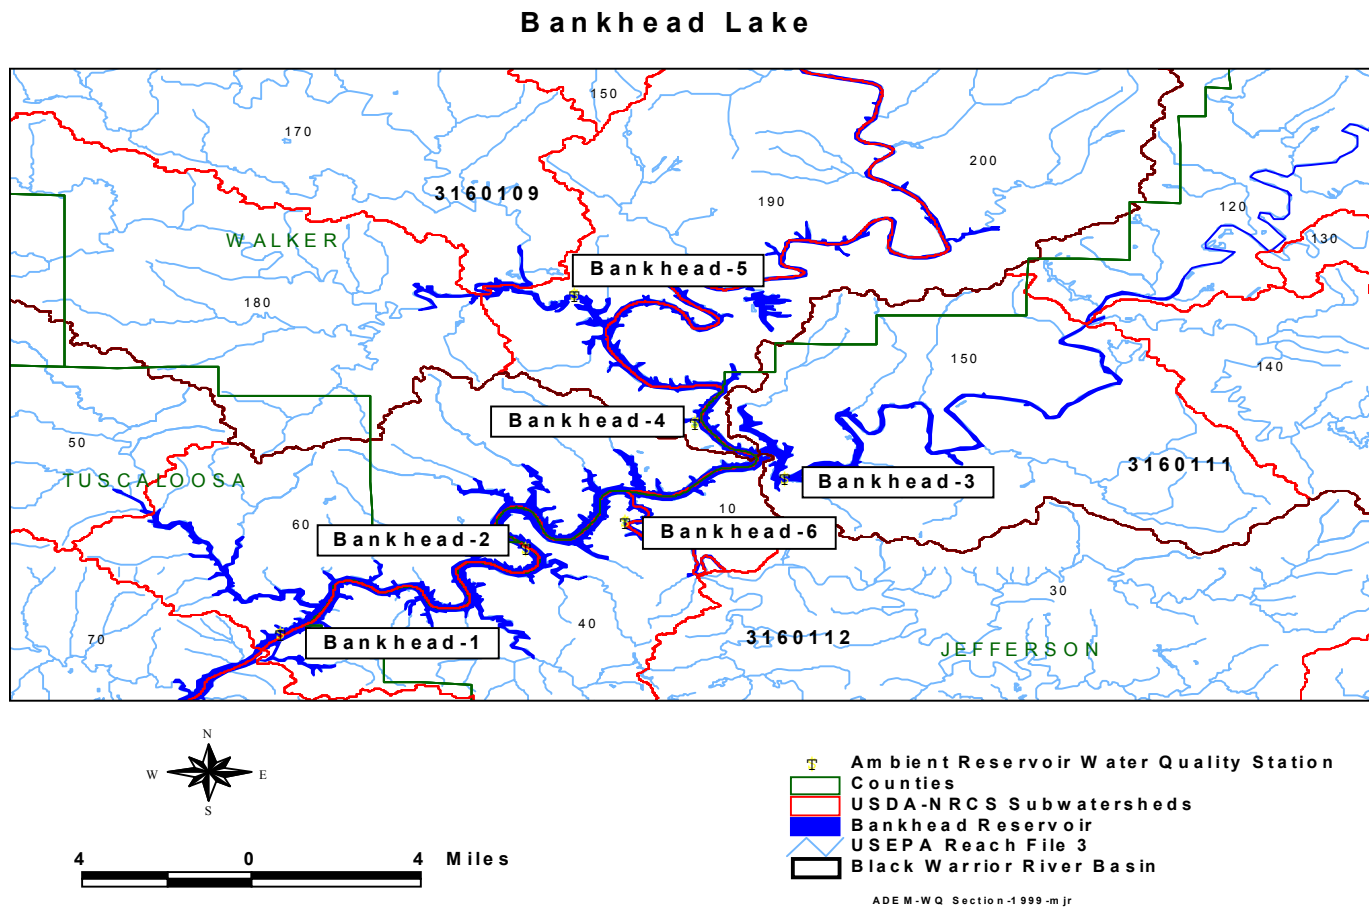 Bankhead Lake
150
170
200
3160109
190
120
WALKER
130
Bankhead-5
180
150
140
Bankhead-4
50
TUSCALOOSA
3160111
Bankhead-3
10
60
Bankhead-6
Bankhead-2
30
40
70
Bankhead-1
3160112
JEFFERSON
N
W E
S
T Ambient Reservoir Water Quality Station
Counties
USDA-NRCS Subwatersheds
Bankhead Reservoir
USEPA Reach File 3
Black Warrior River Basin
4 0 4 Miles
ADEM-WQ Section-1999-mjr